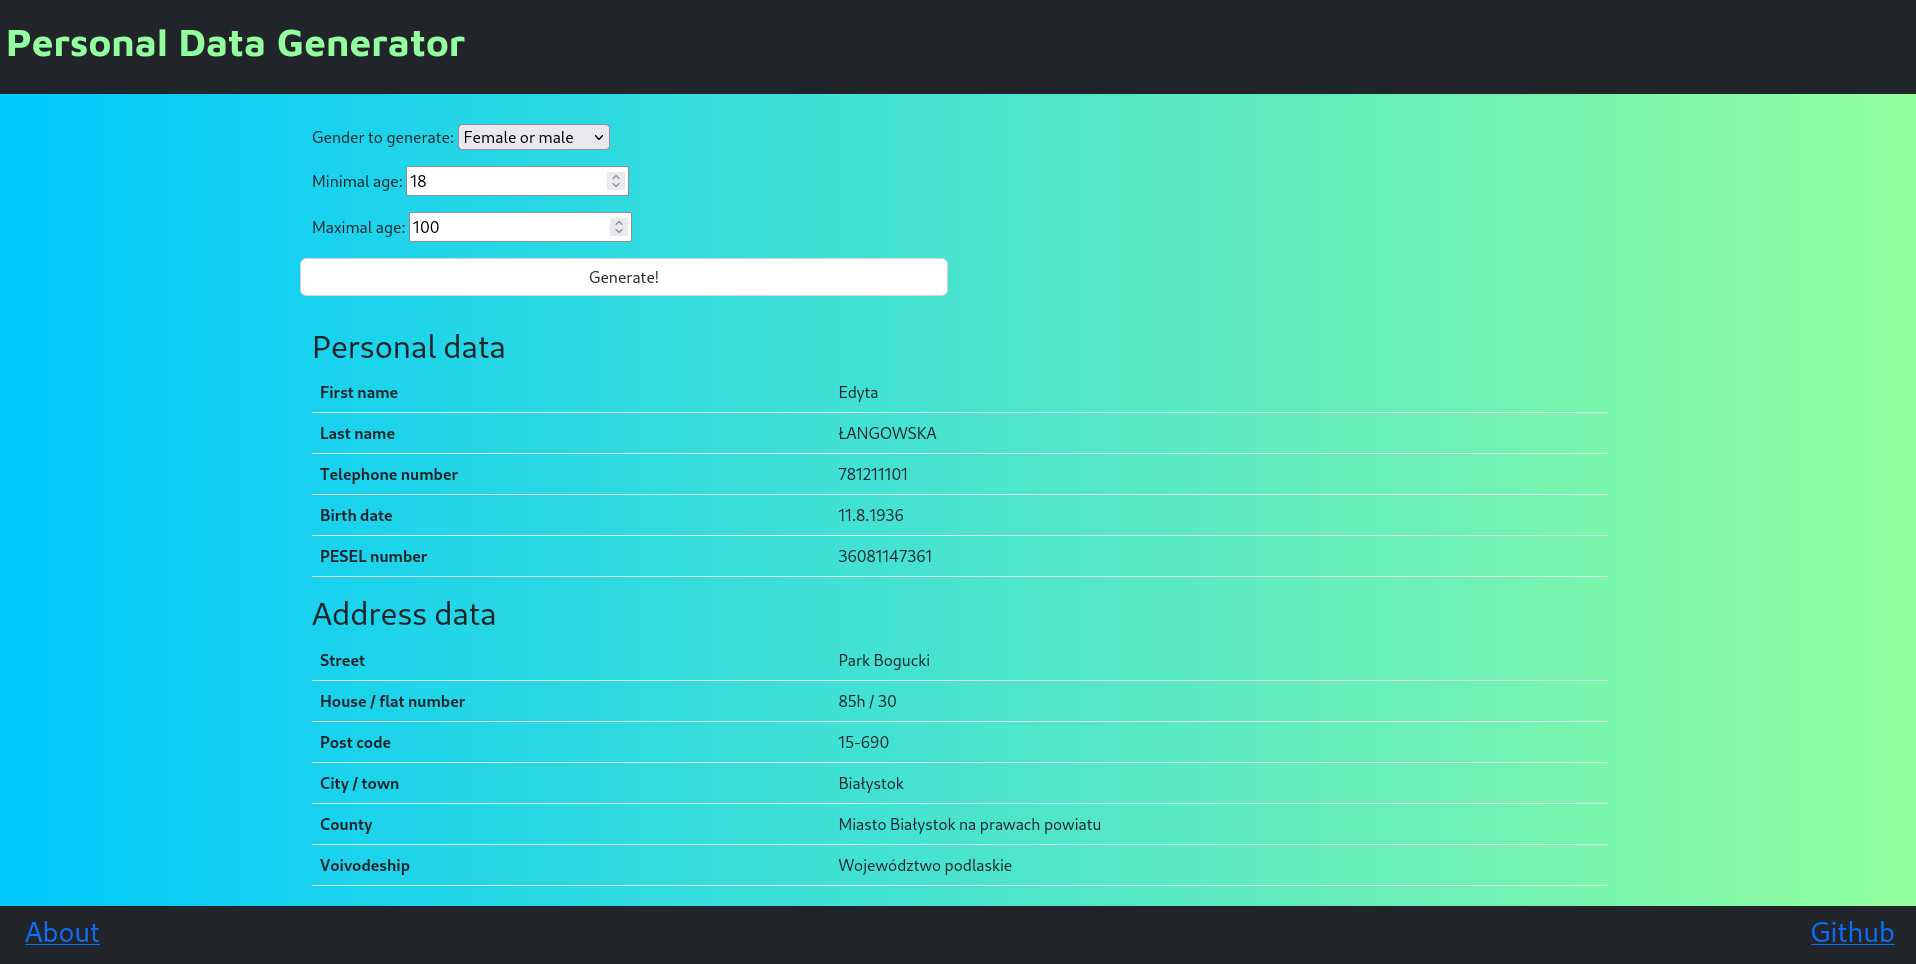 Personal Data Generator
Gender to generate: Female or male
Minimal age: 18
Maximal age: 100
Generate!
Personal data
First name Edyta
Last name ŁANGOWSKA
Telephone number 781211101
Birth date 11.8.1936
PESEL number 36081147361
Address data
Street Park Bogucki
House / flat number 85h / 30
Post code 15-690
City / town Białystok
County Miasto Białystok na prawach powiatu
Voivodeship Województwo podlaskie
About Github